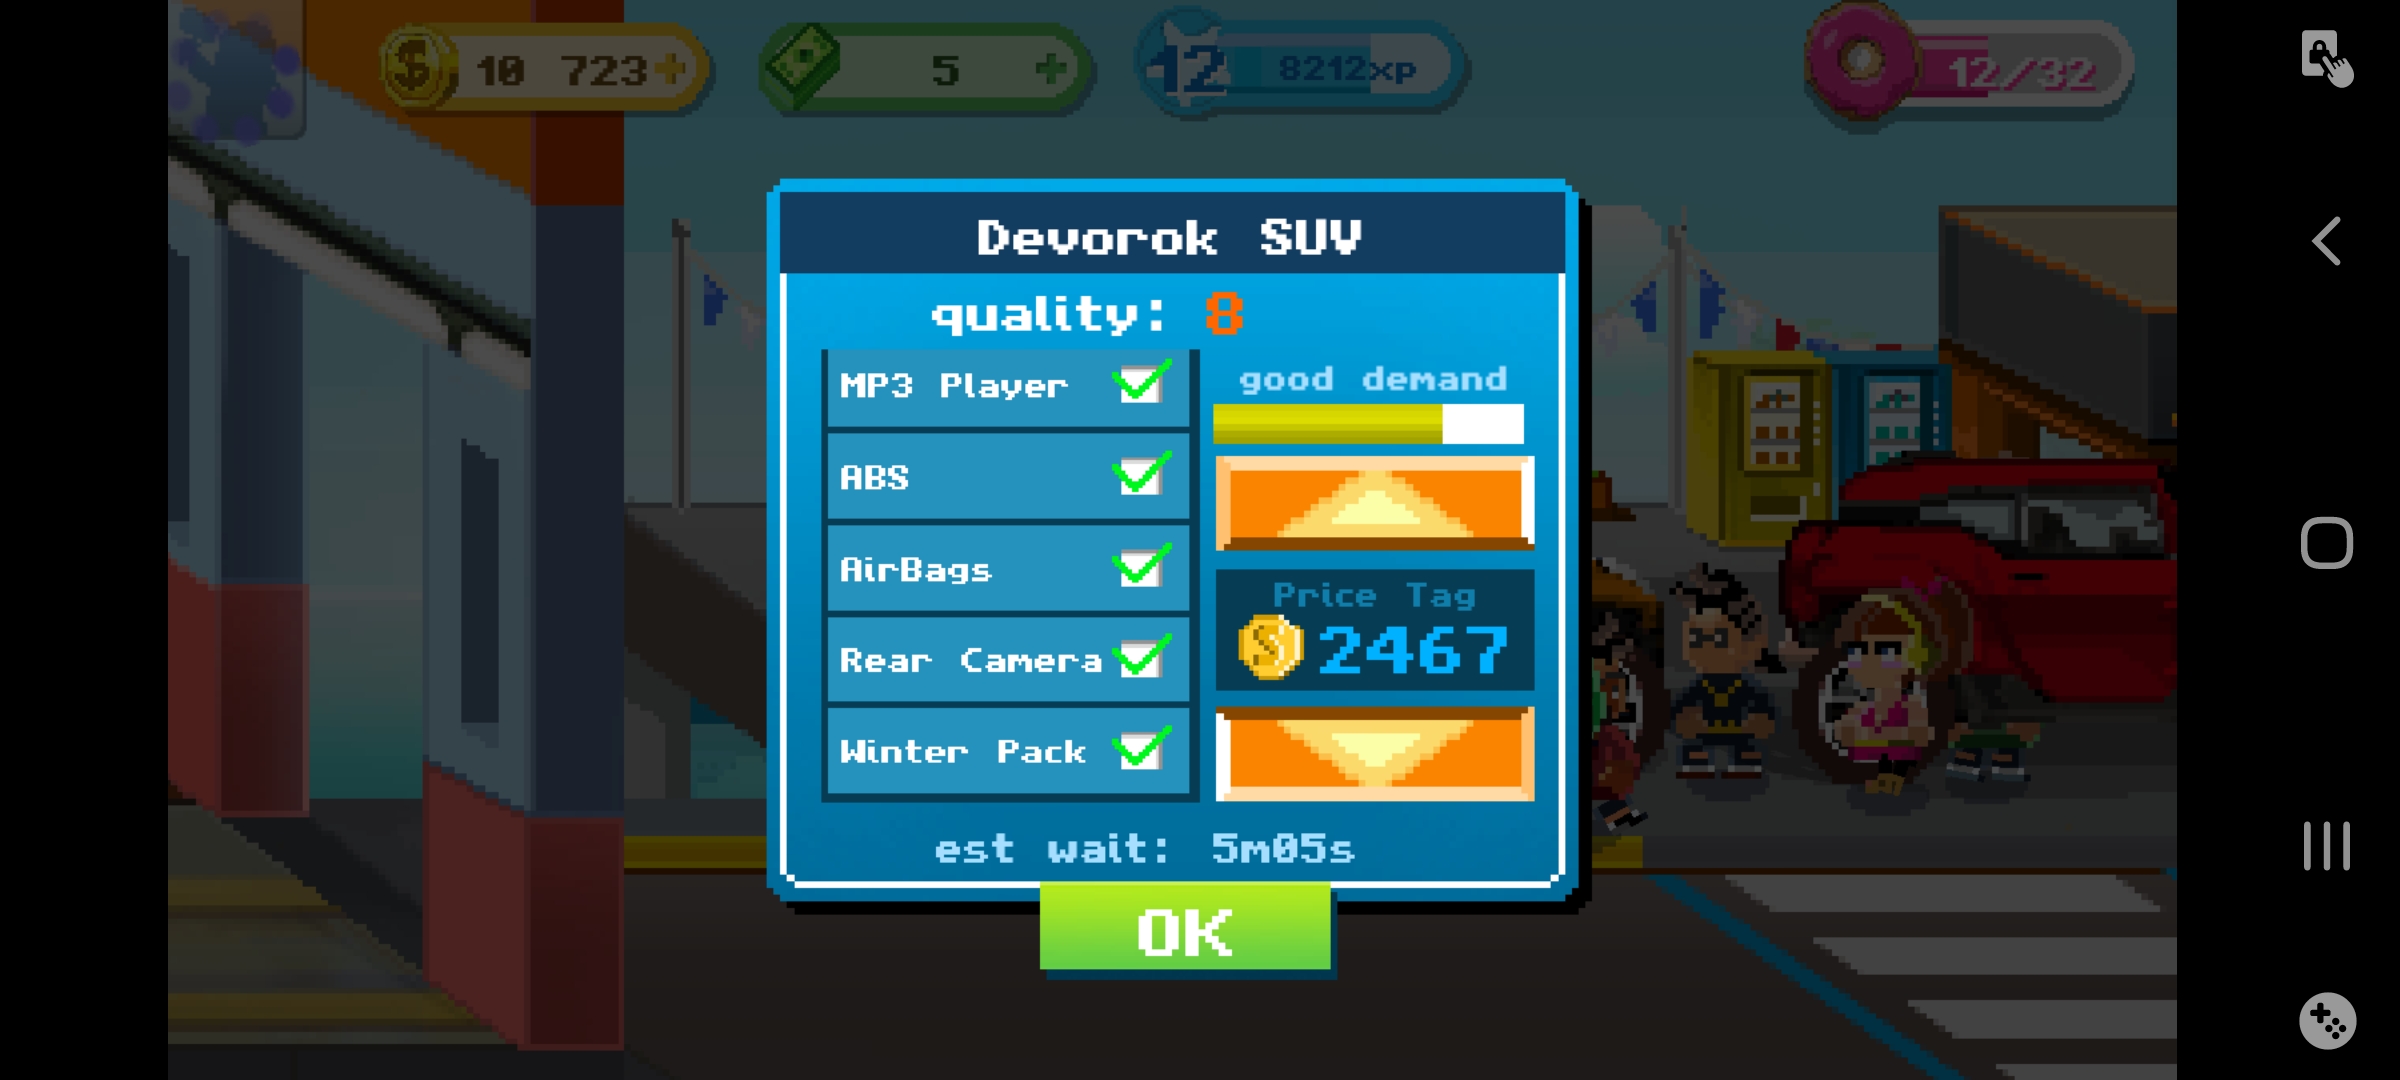 10 723
5
12 8212xp
12/32
Devorok SUV
quality: 8
MP3 Player
ABS
AirBags
Rear Camera
Winter Pack
good demand
Price Tag
2467
est wait: 5m05s
OK